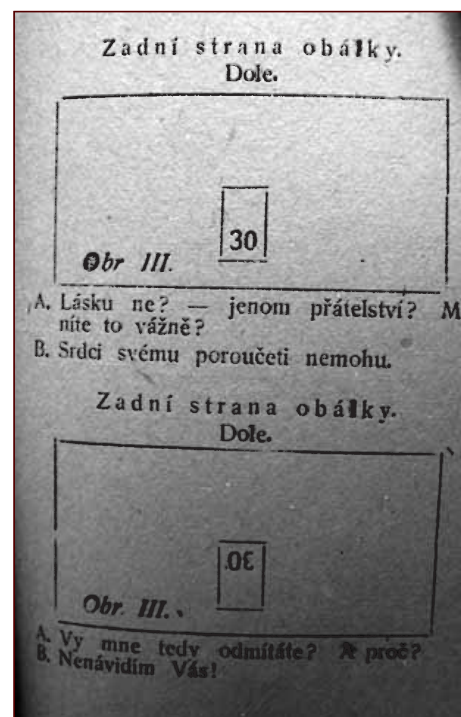 Zadní strana obálky.
Dole.
30
Obr III.
A. Lásku ne? — jenom přátelství? M
níte to vážně?
B. Srdci svému poroučeti nemohu.
Zadní strana obálky.
Dole.
30.
Obr. III.
A. Vy mne tedy odmítáte? A proč?
B. Nenávidím Vás!